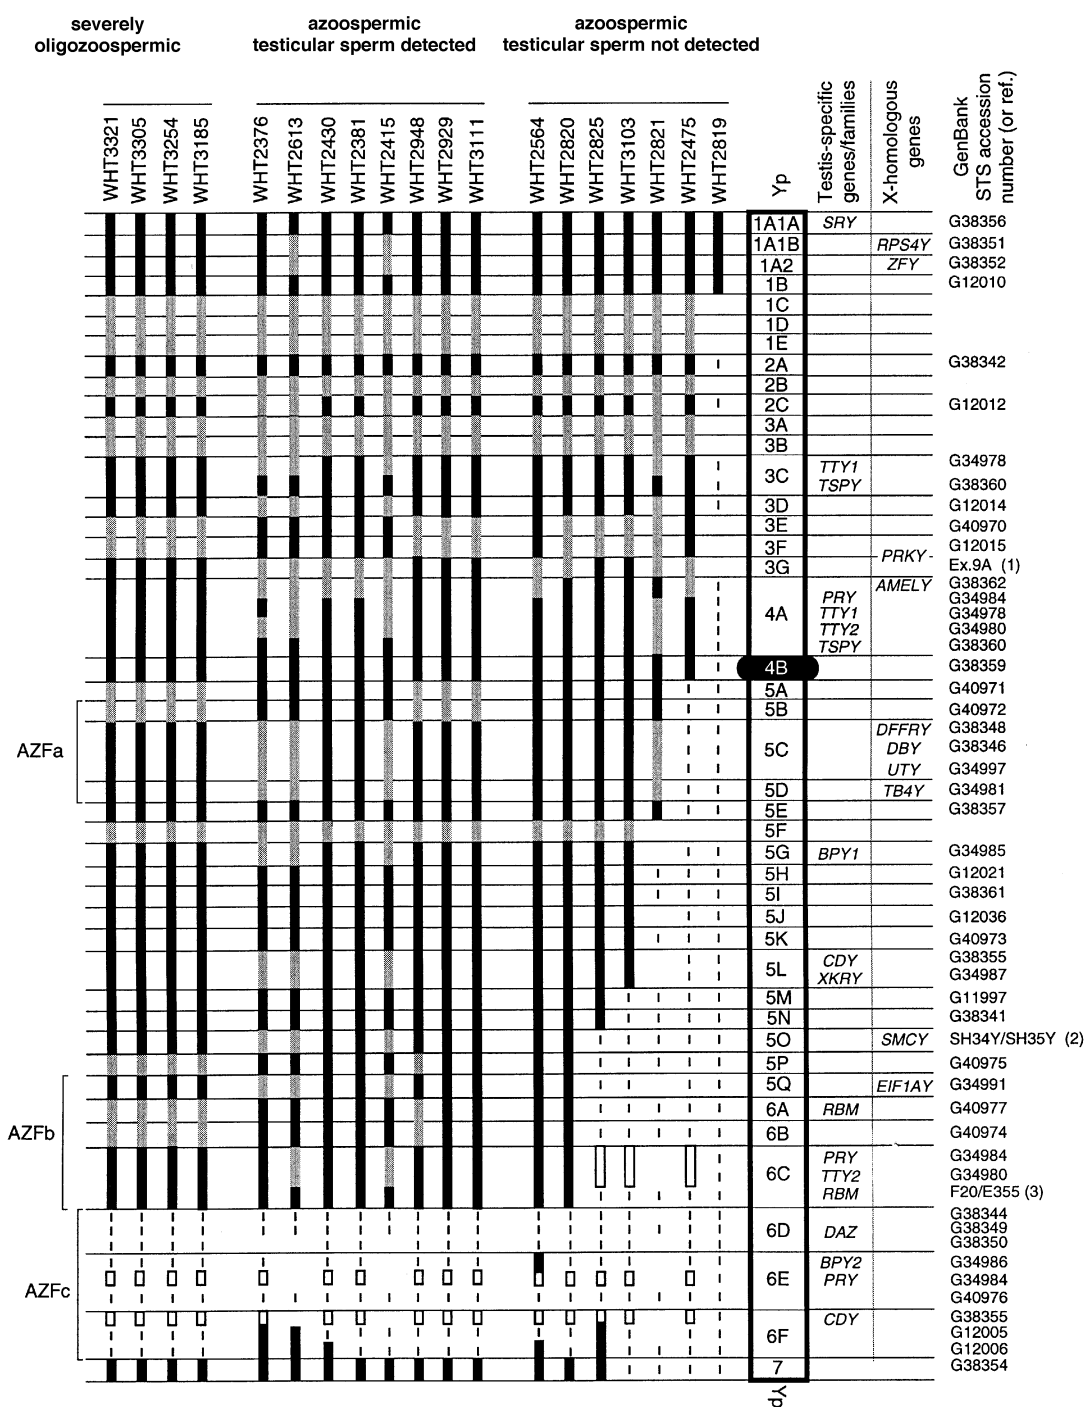 severely
oligozoospermic
azoospermic
testicular sperm detected
azoospermic
testicular sperm not detected
WHT3321
WHT3305
WHT3254
WHT3185
WHT2376
WHT2613
WHT2430
WHT2381
WHT2415
WHT2948
WHT2929
WHT3111
WHT2564
WHT2820
WHT2825
WHT3103
WHT2821
WHT2475
WHT2819
Yp
Testis-specific
genes/families
X-homologous
genes
GenBank
STS accession
number (or ref.)
1A1A SRY G38356
1A1B RPS4Y G38351
1A2 ZFY G38352
1B G12010
1C
1D
1E
2A G38342
2B
2C G12012
3A
3B
3C TTY1 G34978
TSPY G38360
3D G12014
3E G40970
3F G12015
PRKY
3G Ex.9A (1)
AMELY G38362
PRY G34984
4A TTY1 G34978
TTY2 G34980
TSPY G38360
4B G38359
5A G40971
5B G40972
DFFRY G38348
AZFa 5C DBY G38346
UTY G34997
5D TB4Y G34981
5E G38357
5F
5G BPY1 G34985
5H G12021
5I G38361
5J G12036
5K G40973
5L CDY G38355
XKRY G34987
5M G11997
5N G38341
5O SMCY SH34Y/SH35Y (2)
5P G40975
5Q EIF1AY G34991
6A RBM G40977
AZFb 6B G40974
PRY G34984
6C TTY2 G34980
RBM F20/E355 (3)
G38344
6D DAZ G38349
G38350
BPY2 G34986
6E PRY G34984
AZFc G40976
CDY G38355
6F G12005
G12006
7 G38354
Yp